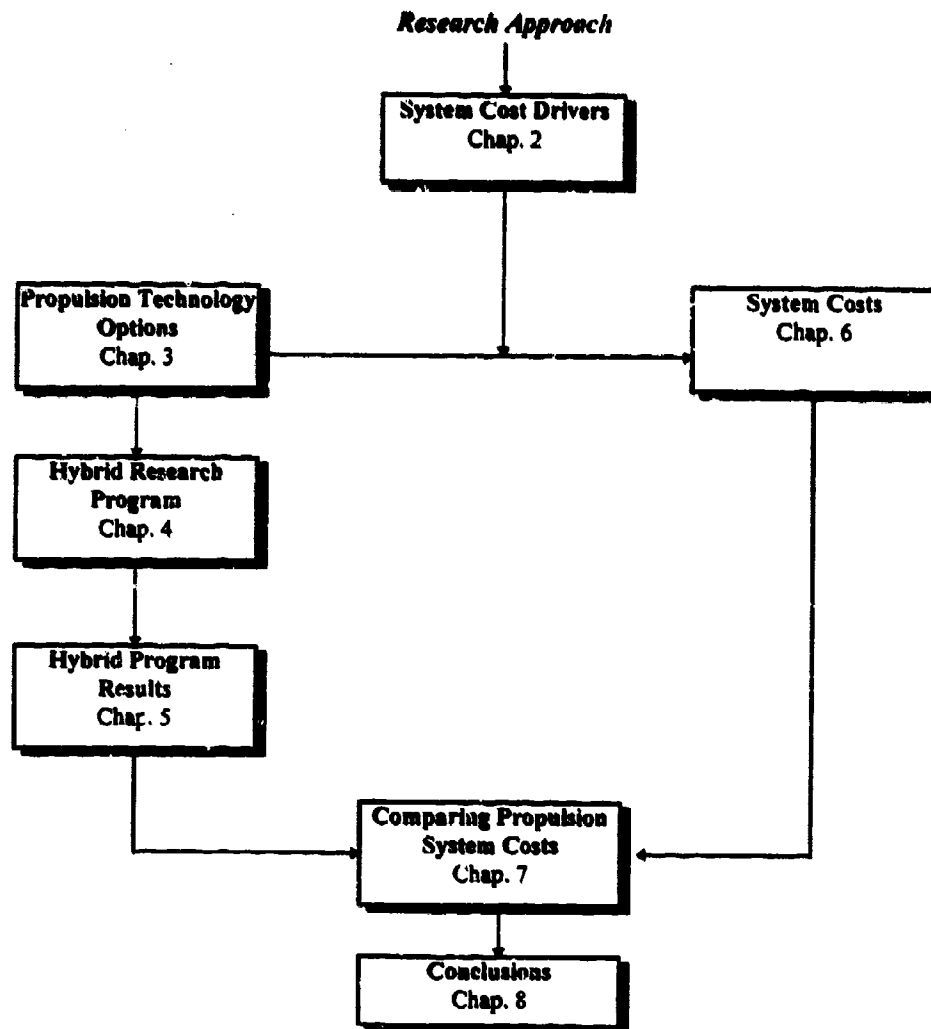 Research Approach
System Cost Drivers
Chap. 2
Propulsion Technology
Options
Chap. 3
System Costs
Chap. 6
Hybrid Research
Program
Chap. 4
Hybrid Program
Results
Chap. 5
Comparing Propulsion
System Costs
Chap. 7
Conclusions
Chap. 8